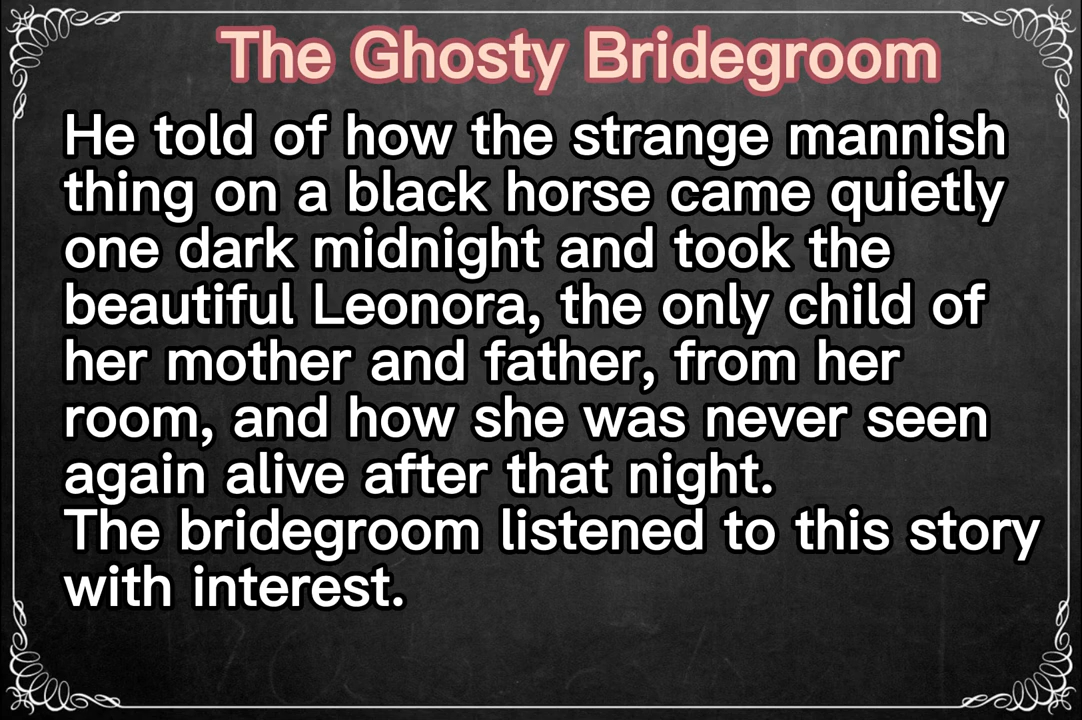 The Ghosty Bridegroom
He told of how the strange mannish
thing on a black horse came quietly
one dark midnight and took the
beautiful Leonora, the only child of
her mother and father, from her
room, and how she was never seen
again alive after that night.
The bridegroom listened to this story
with interest.